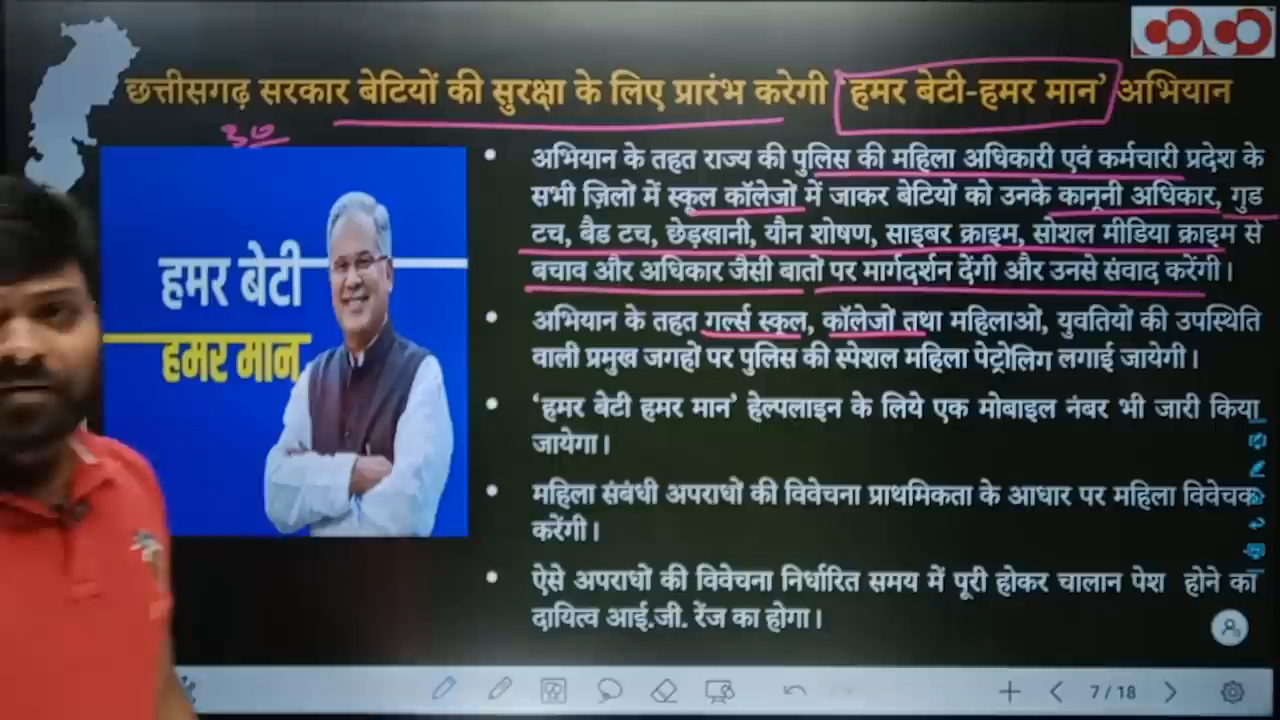 छत्तीसगढ़ सरकार बेटियों की सुरक्षा के लिए प्रारंभ करेगी 'हमर बेटी-हमर मान' अभियान
हमर बेटी
हमर मान
• अभियान के तहत राज्य की पुलिस की महिला अधिकारी एवं कर्मचारी प्रदेश के
सभी ज़िलों में स्कूल कॉलेजों में जाकर बेटियों को उनके कानूनी अधिकार, गुड
टच, बैड टच, छेड़खानी, यौन शोषण, साइबर क्राइम, सोशल मीडिया क्राइम से
बचाव और अधिकार जैसी बातों पर मार्गदर्शन देंगी और उनसे संवाद करेंगी।
• अभियान के तहत गर्ल्स स्कूल, कॉलेजों तथा महिलाओं, युवतियों की उपस्थिति
वाली प्रमुख जगहों पर पुलिस की स्पेशल महिला पेट्रोलिंग लगाई जायेगी।
• 'हमर बेटी हमर मान' हेल्पलाइन के लिये एक मोबाइल नंबर भी जारी किया
जायेगा।
• महिला संबंधी अपराधों की विवेचना प्राथमिकता के आधार पर महिला विवेचक
करेंगी।
• ऐसे अपराधों की विवेचना निर्धारित समय में पूरी होकर चालान पेश होने का
दायित्व आई.जी. रेंज का होगा।
7 / 18